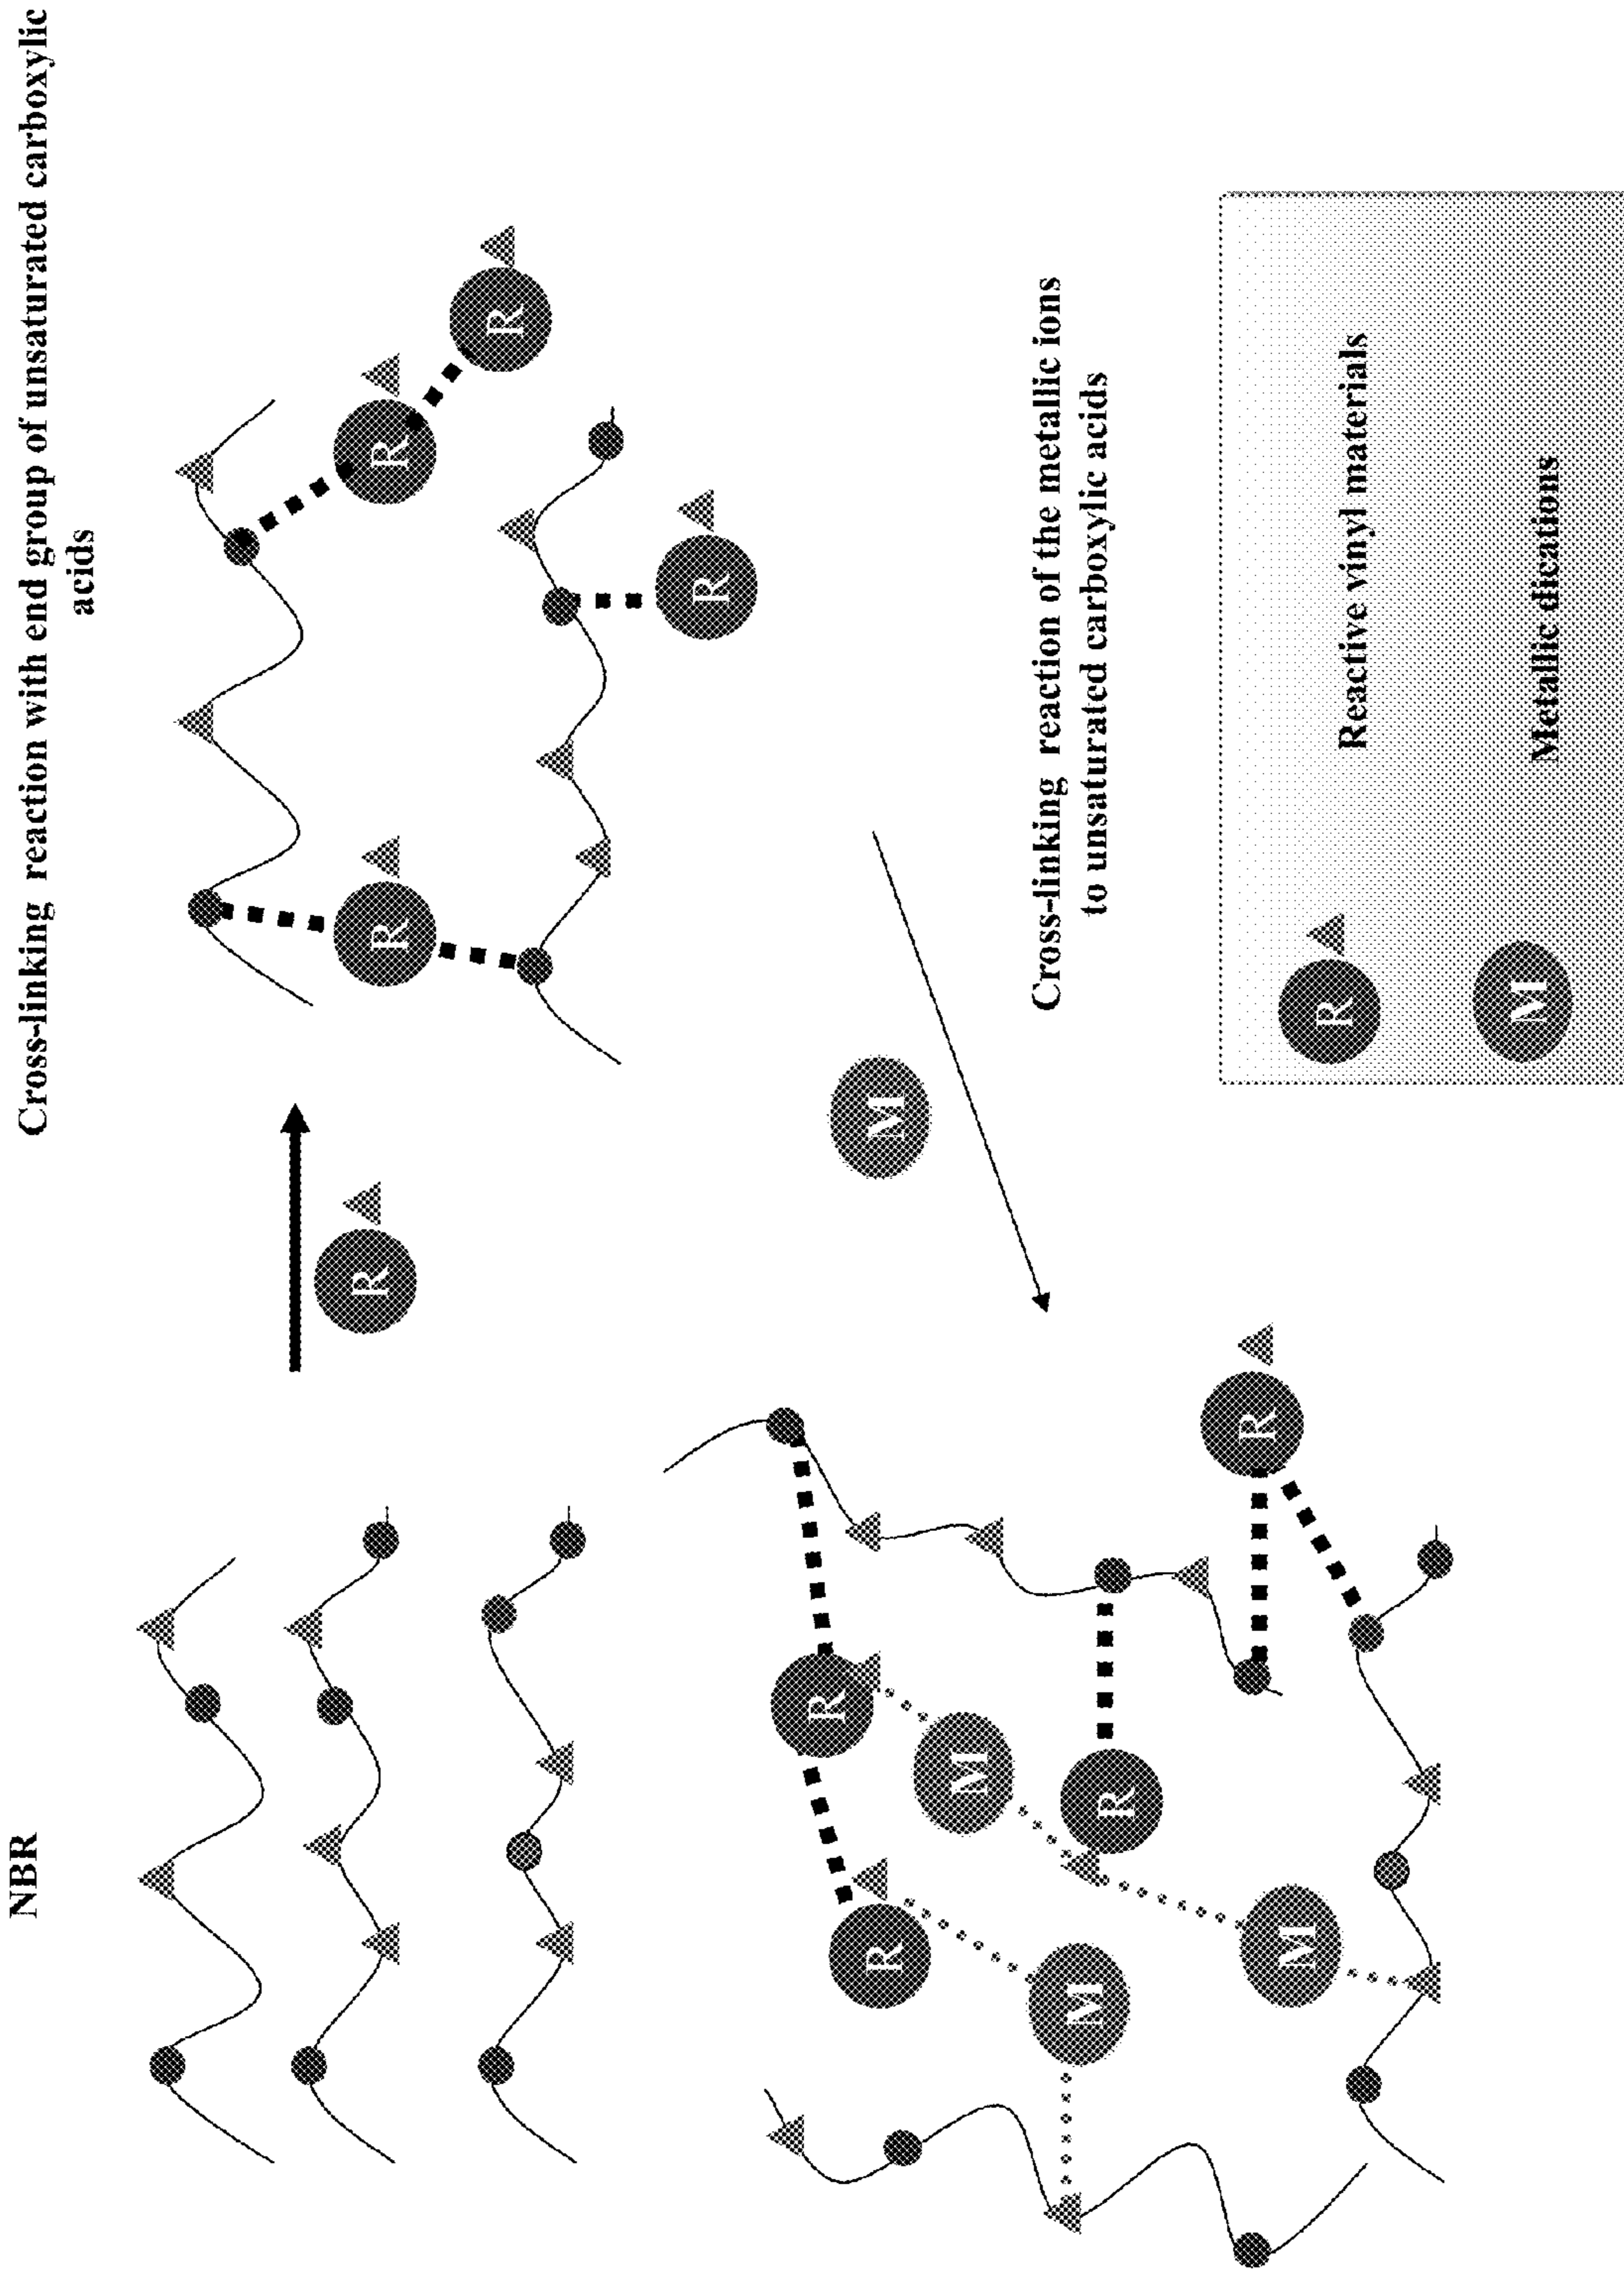 NBR
Cross-linking reaction with end group of unsaturated carboxylic
acids
R
R
R
R
R
M
Cross-linking reaction of the metallic ions
to unsaturated carboxylic acids
R
R
R
R
M
M
M
R
Reactive vinyl materials
M
Metallic dications